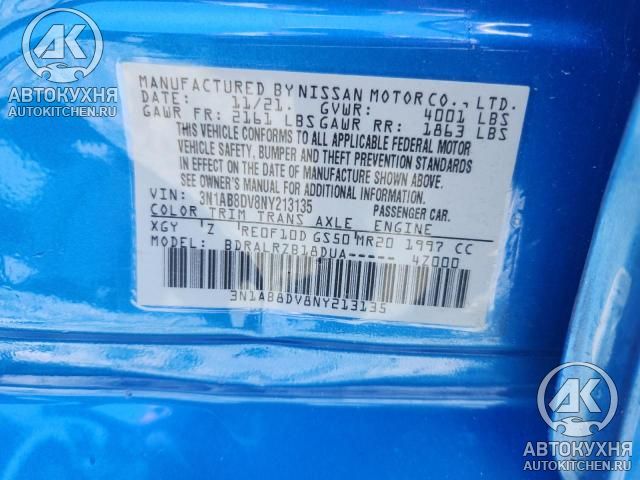 АК
АВТОКУХНЯ
AUTOKITCHEN.RU
MANUFACTURED BY NISSAN MOTOR CO., LTD.
DATE: 11/21. GVWR: 4001 LBS
GAWR FR: 2161 LBS GAWR RR: 1863 LBS
THIS VEHICLE CONFORMS TO ALL APPLICABLE FEDERAL MOTOR
VEHICLE SAFETY, BUMPER AND THEFT PREVENTION STANDARDS
IN EFFECT ON THE DATE OF MANUFACTURE SHOWN ABOVE.
SEE OWNER'S MANUAL FOR ADDITIONAL INFORMATION.
VIN: 3N1AB8DV8NY213135 PASSENGER CAR.
COLOR TRIM TRANS AXLE ENGINE
XGY Z RE0F10D GS50 MR20 1997 CC
MODEL: BDRALRZB18DUA----- 4Z000
3N1AB8DV8NY213135
АК
АВТОКУХНЯ
AUTOKITCHEN.RU